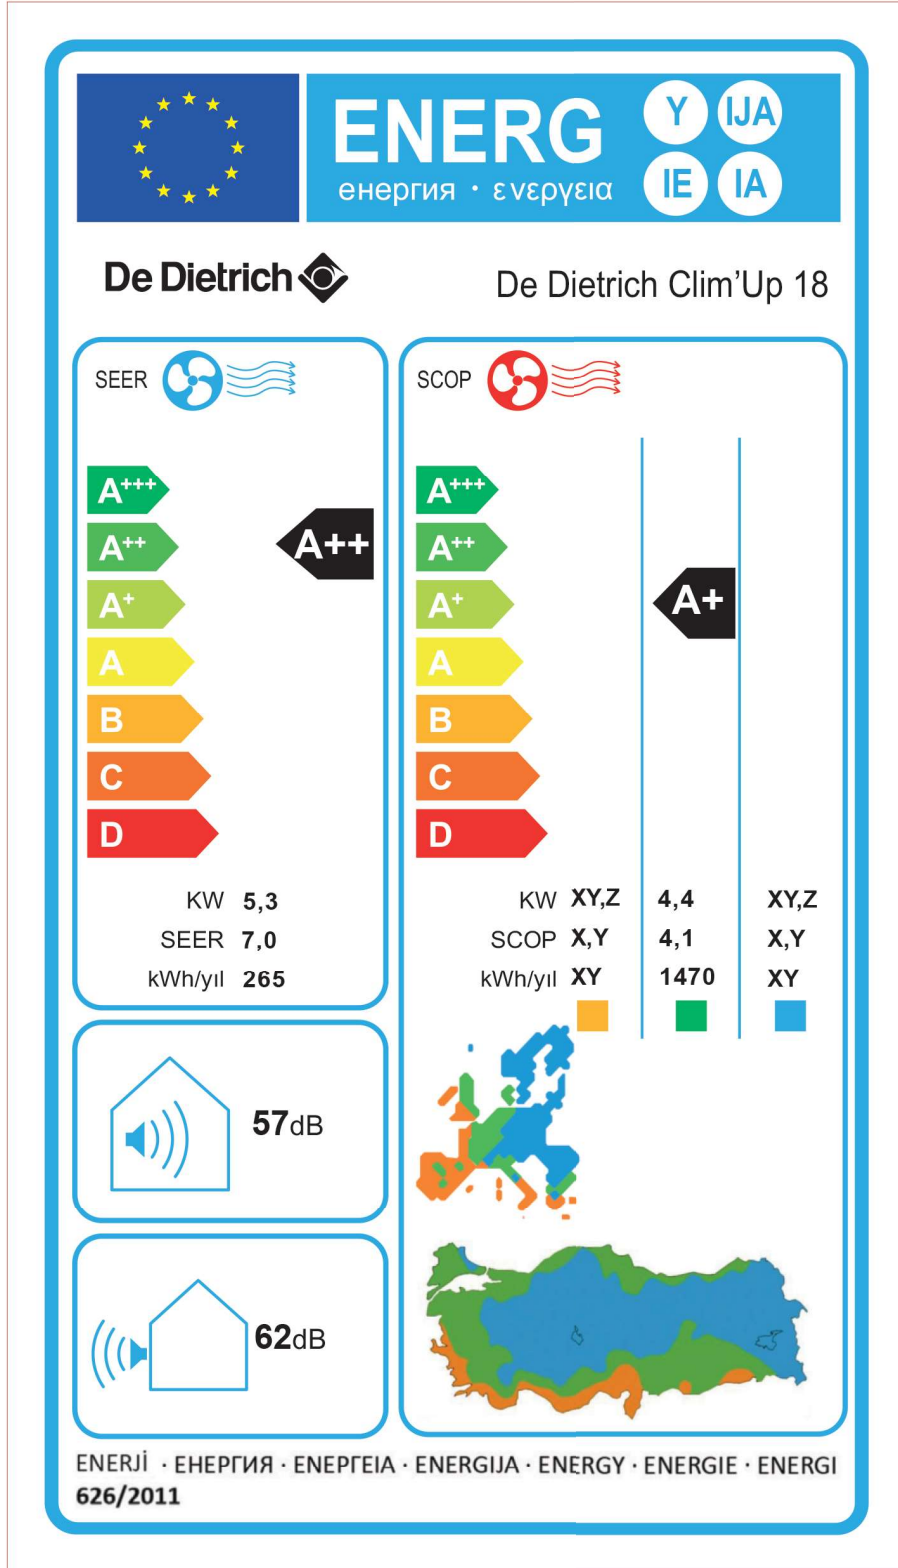 ENERG
Y IJA
IE IA
енергия · ενεργεια
De Dietrich
De Dietrich Clim'Up 18
SEER
A+++
A++
A+
A
B
C
D
A++
KW 5,3
SEER 7,0
kWh/yıl 265
SCOP
A+++
A++
A+
A
B
C
D
A+
KW XY,Z 4,4 XY,Z
SCOP X,Y 4,1 X,Y
kWh/yıl XY 1470 XY
57dB
62dB
ENERJİ · ЕНЕРГИЯ · ΕΝΕΡΓΕΙΑ · ENERGIJA · ENERGY · ENERGIE · ENERGI
626/2011